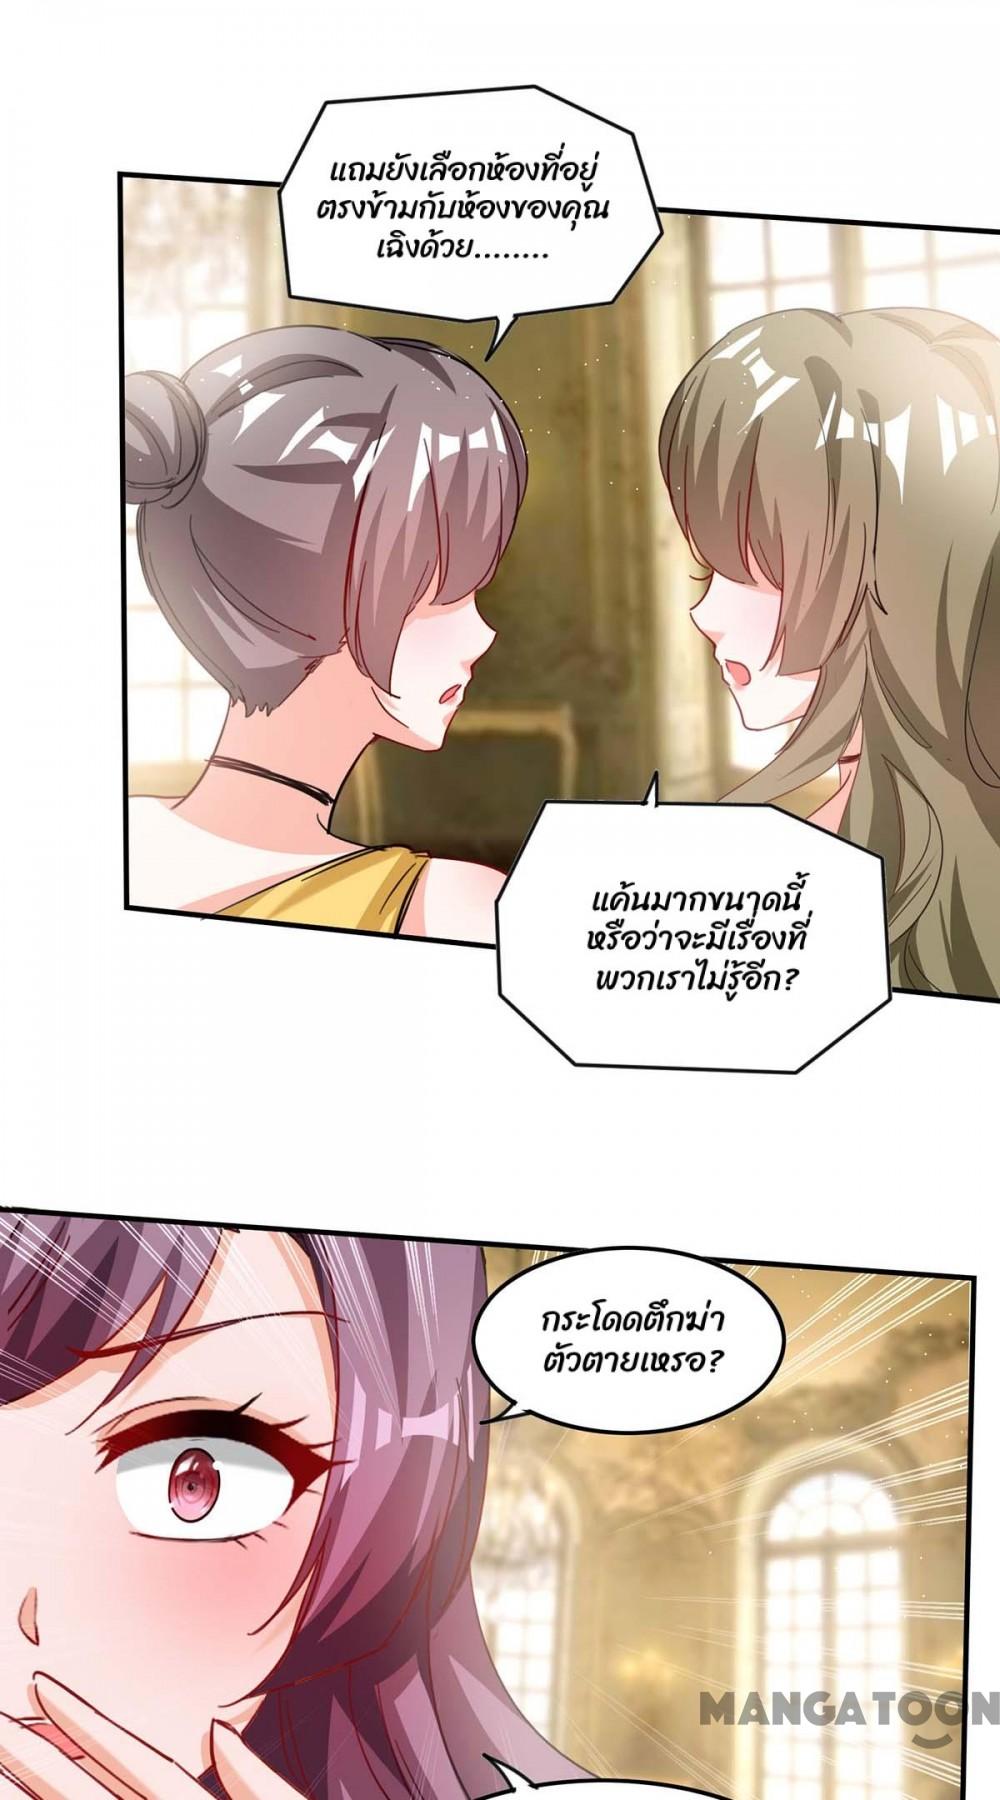 แถมยังเลือกห้องที่อยู่
ตรงข้ามกับห้องของคุณ
เฉิงด้วย........
แค้นมากขนาดนี้
หรือว่าจะมีเรื่องที่
พวกเราไม่รู้อีก?
กระโดดตึกฆ่า
ตัวตายเหรอ?
MANGATOON